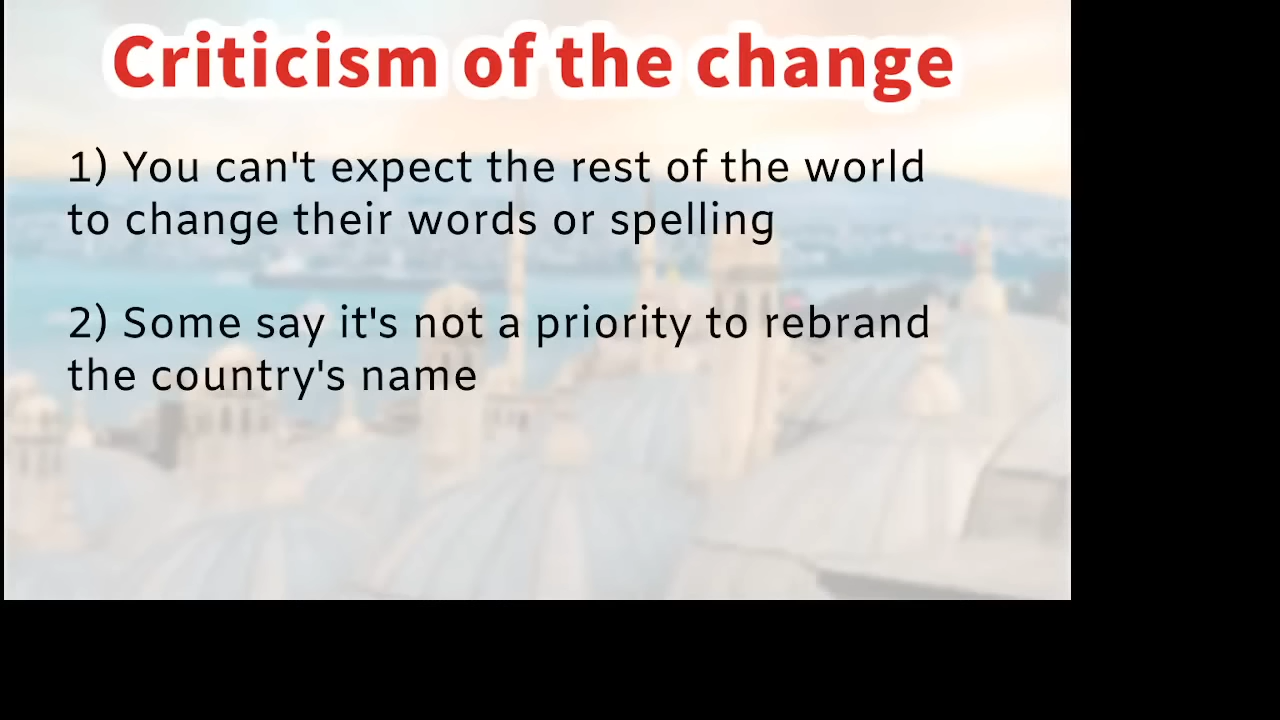 Criticism of the change
1) You can't expect the rest of the world
to change their words or spelling
2) Some say it's not a priority to rebrand
the country's name